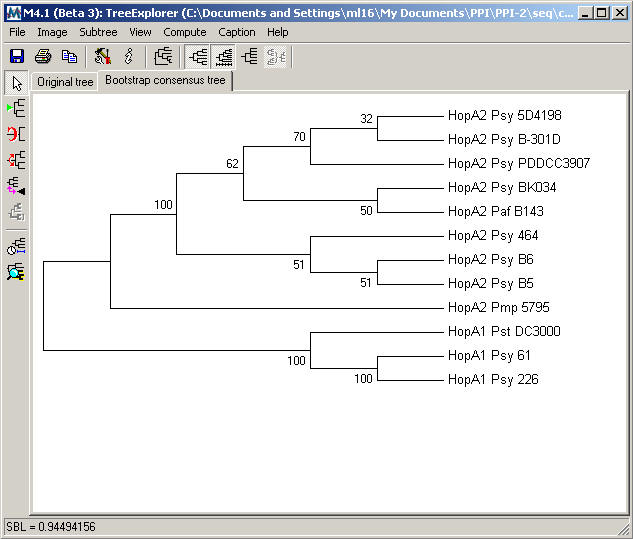 M4.1 (Beta 3): TreeExplorer (C:\Documents and Settings\ml16\My Documents\PPI\PPI-2\seq\c...
File Image Subtree View Compute Caption Help
Original tree Bootstrap consensus tree
32 HopA2 Psy 5D4198
70 HopA2 Psy B-301D
62 HopA2 Psy PDDCC3907
HopA2 Psy BK034
100 50 HopA2 Paf B143
HopA2 Psy 464
51 HopA2 Psy B6
51 HopA2 Psy B5
HopA2 Pmp 5795
HopA1 Pst DC3000
100 HopA1 Psy 61
100 HopA1 Psy 226
SBL = 0.94494156